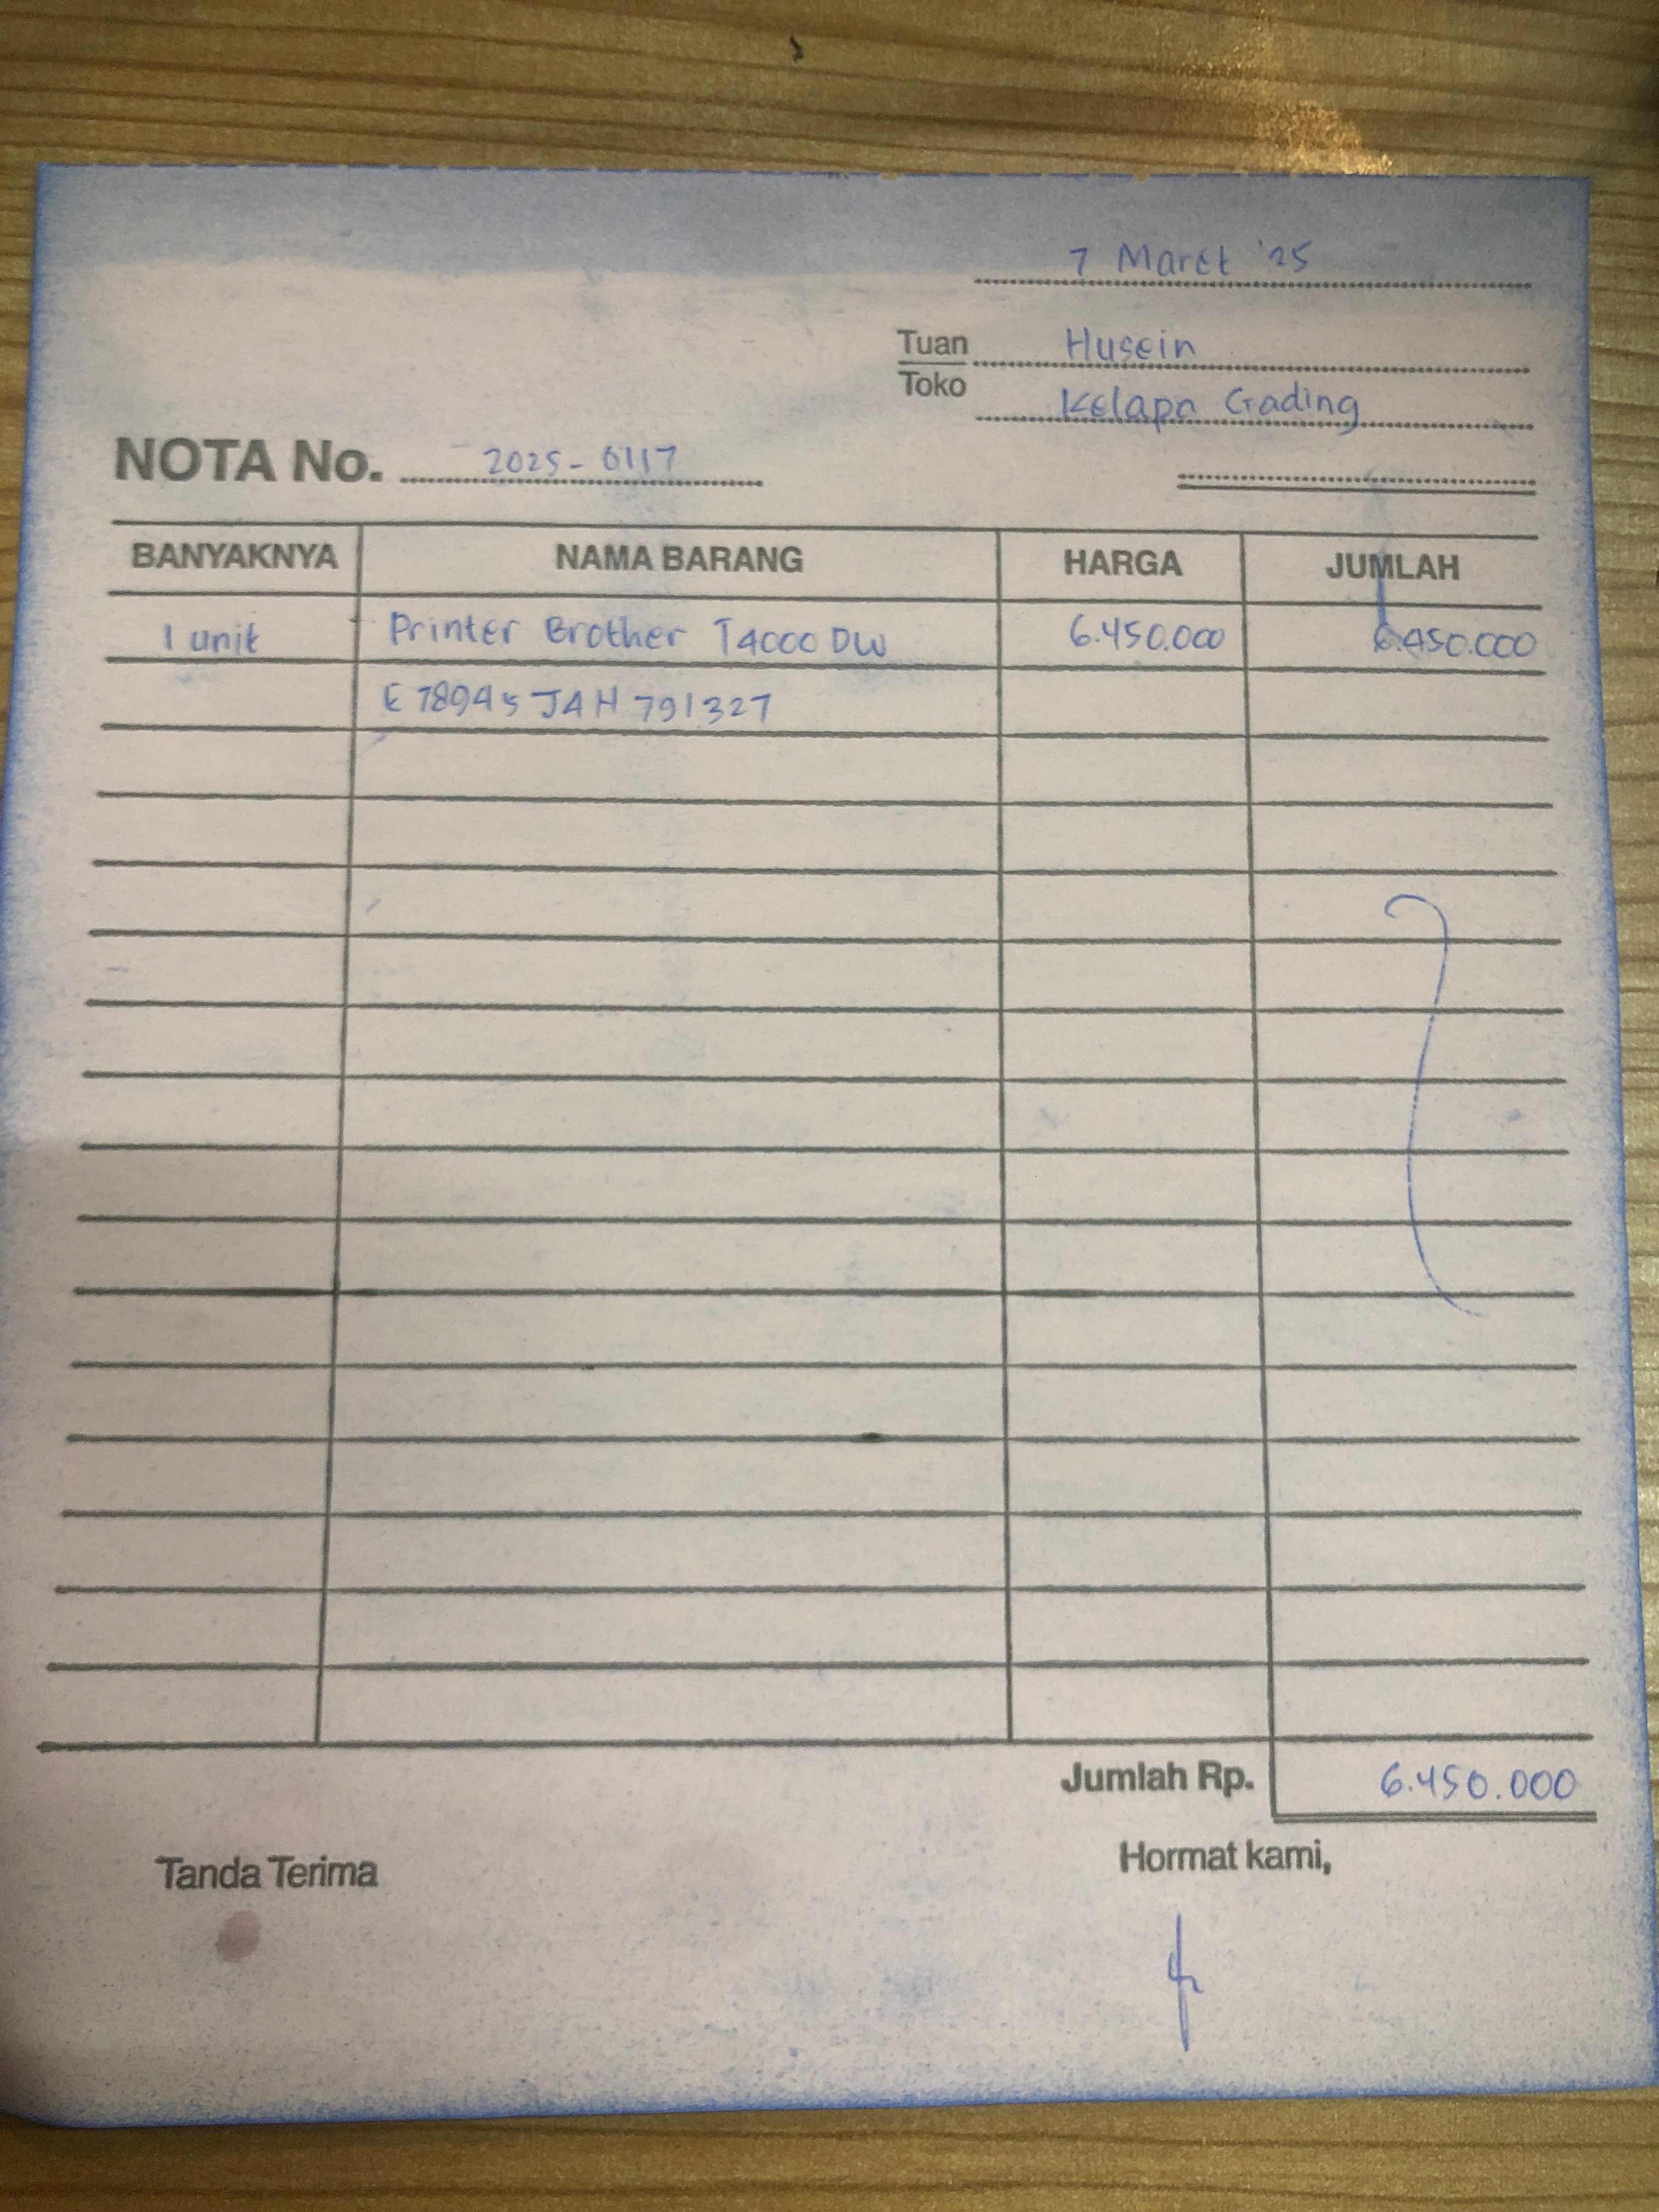 7 Maret '25
Tuan Husein
Toko Kelapa Gading
NOTA No. 2025-0117
BANYAKNYA NAMA BARANG HARGA JUMLAH
1 unit Printer Brother T4000 DW 6.450.000 6.450.000
E78945J4H791327
Jumlah Rp. 6.450.000
Tanda Terima Hormat kami,